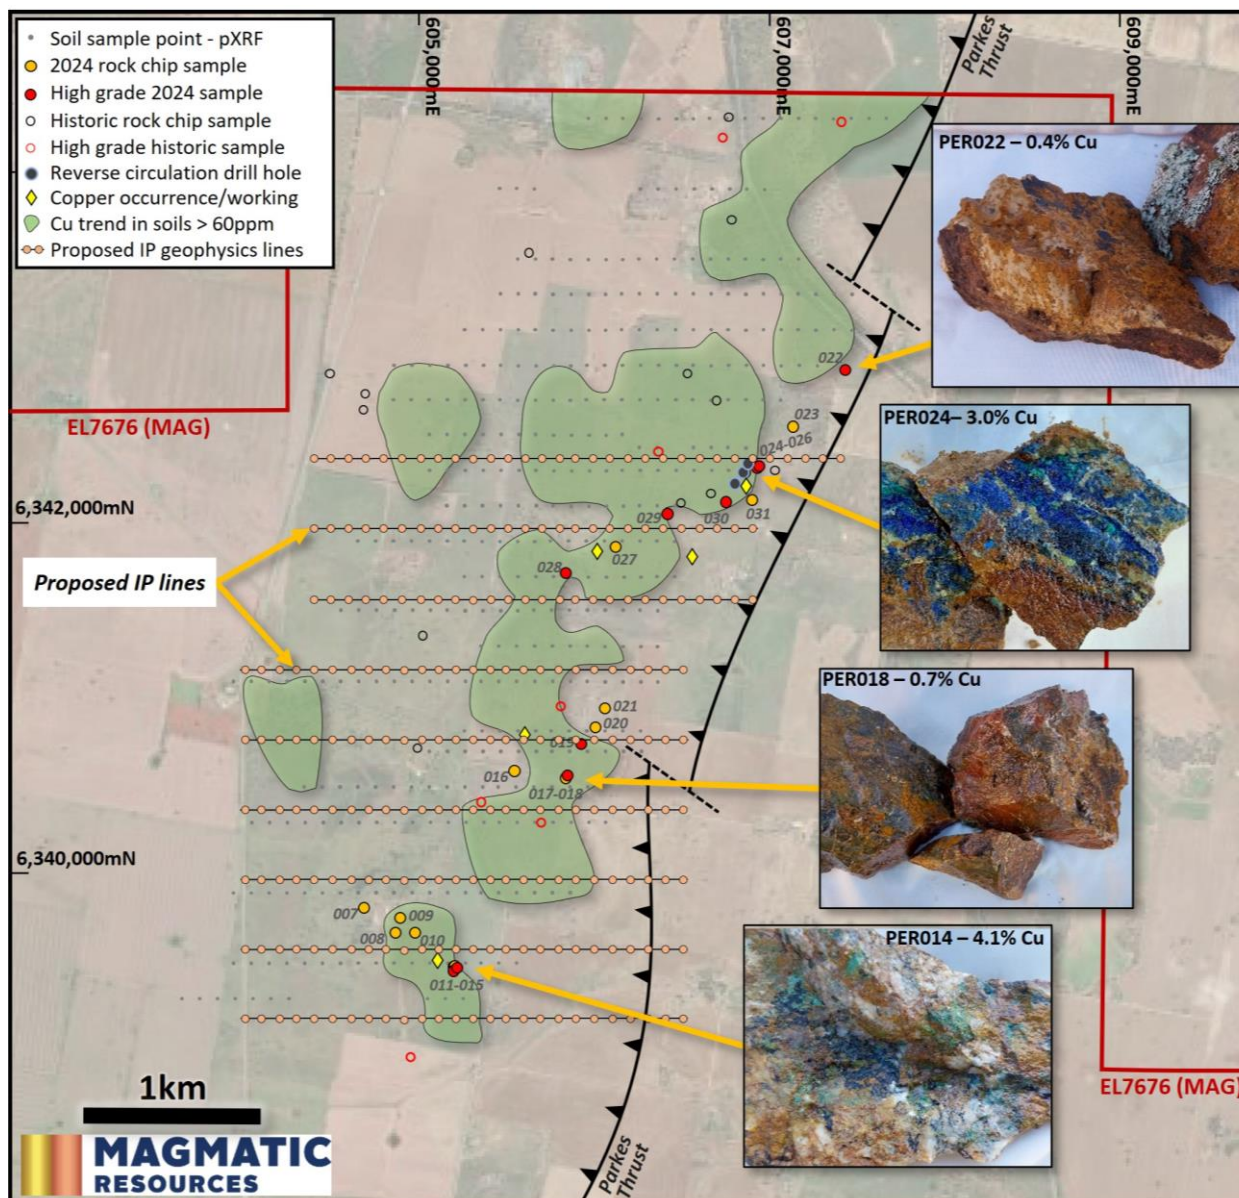 Soil sample point - pXRF
2024 rock chip sample
High grade 2024 sample
Historic rock chip sample
High grade historic sample
Reverse circulation drill hole
Copper occurrence/working
Cu trend in soils > 60ppm
Proposed IP geophysics lines
605,000mE
607,000mE
609,000mE
Parkes
Thrust
PER022 – 0.4% Cu
022
EL7676 (MAG)
023
PER024– 3.0% Cu
024-026
6,342,000mN
029
030
031
027
028
Proposed IP lines
PER018 – 0.7% Cu
021
020
019
016
017-018
6,340,000mN
007
009
008
010
PER014 – 4.1% Cu
011-015
1km
EL7676 (MAG)
Parkes
Thrust
MAGMATIC
RESOURCES